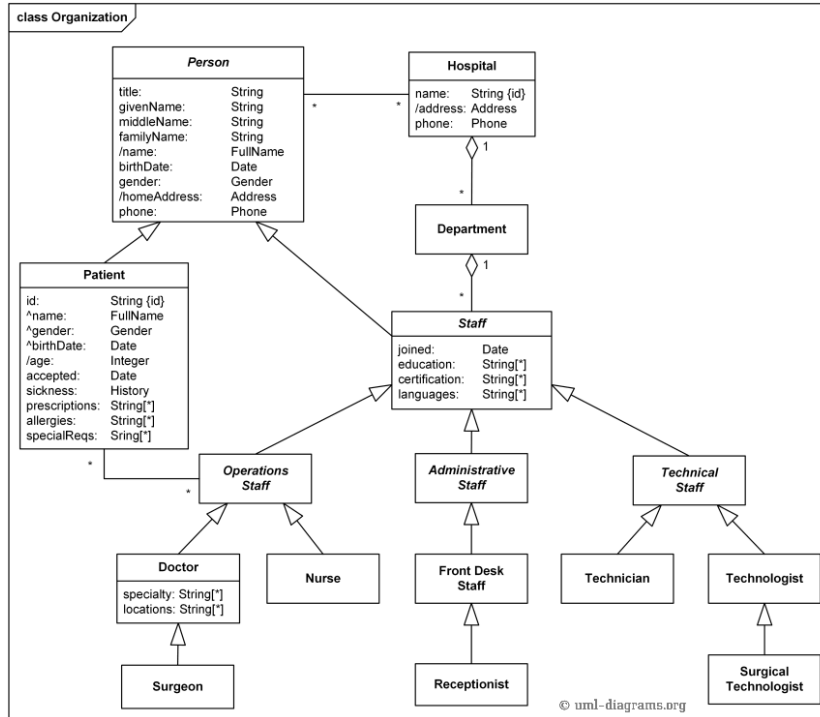 class Organization
Person
title: String
givenName: String
middleName: String
familyName: String
/name: FullName
birthDate: Date
gender: Gender
/homeAddress: Address
phone: Phone
* *
Hospital
name: String {id}
/address: Address
phone: Phone
1
*
Department
1
*
Patient
id: String {id}
^name: FullName
^gender: Gender
^birthDate: Date
/age: Integer
accepted: Date
sickness: History
prescriptions: String[*]
allergies: String[*]
specialReqs: Sring[*]
*
*
Staff
joined: Date
education: String[*]
certification: String[*]
languages: String[*]
Operations
Staff
Administrative
Staff
Technical
Staff
Doctor
specialty: String[*]
locations: String[*]
Nurse
Front Desk
Staff
Technician
Technologist
Surgeon
Receptionist
Surgical
Technologist
© uml-diagrams.org